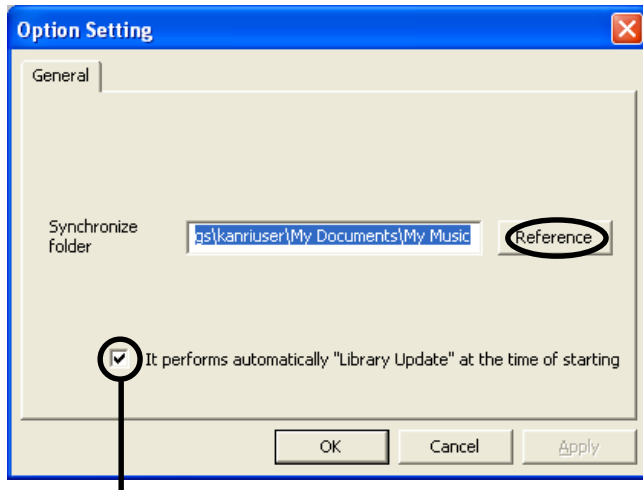 Option Setting
General
Synchronize
folder
gs\kanriuser\My Documents\My Music
Reference
It performs automatically "Library Update" at the time of starting
OK
Cancel
Apply